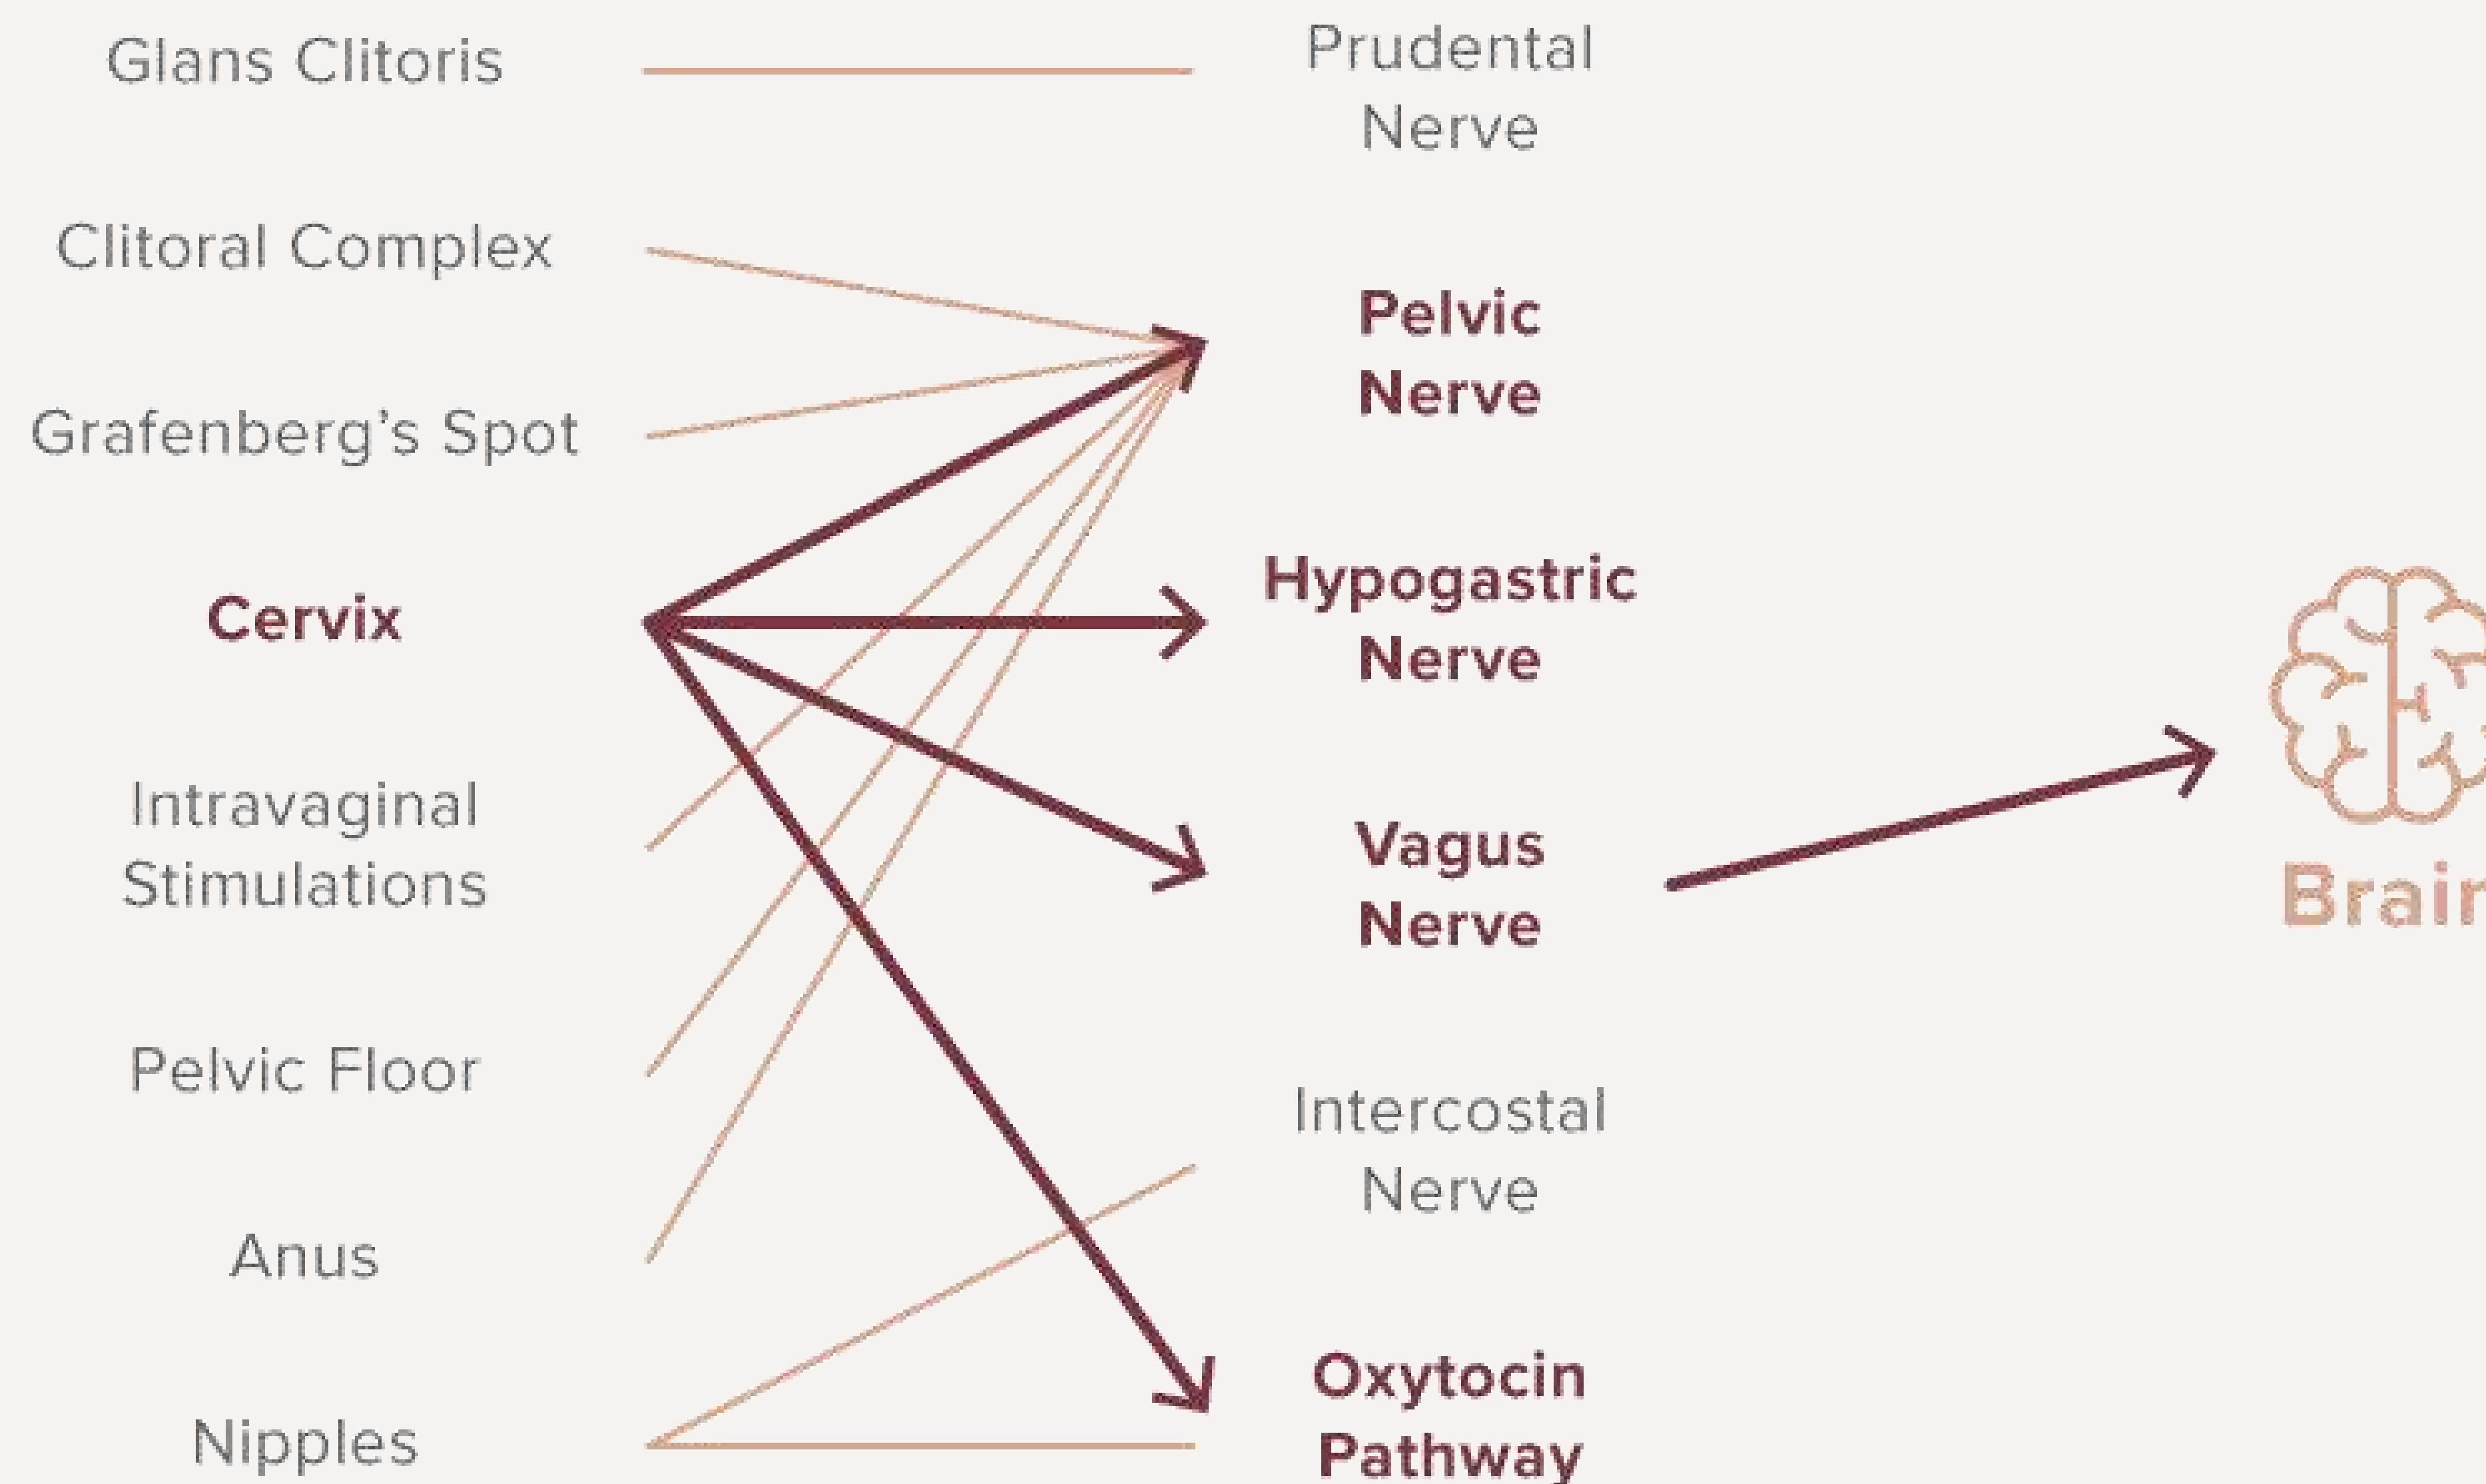 Glans Clitoris
Clitoral Complex
Grafenberg’s Spot
Cervix
Intravaginal
Stimulations
Pelvic Floor
Anus
Nipples
Prudental
Nerve
Pelvic
Nerve
Hypogastric
Nerve
Vagus
Nerve
Intercostal
Nerve
Oxytocin
Pathway
Brain